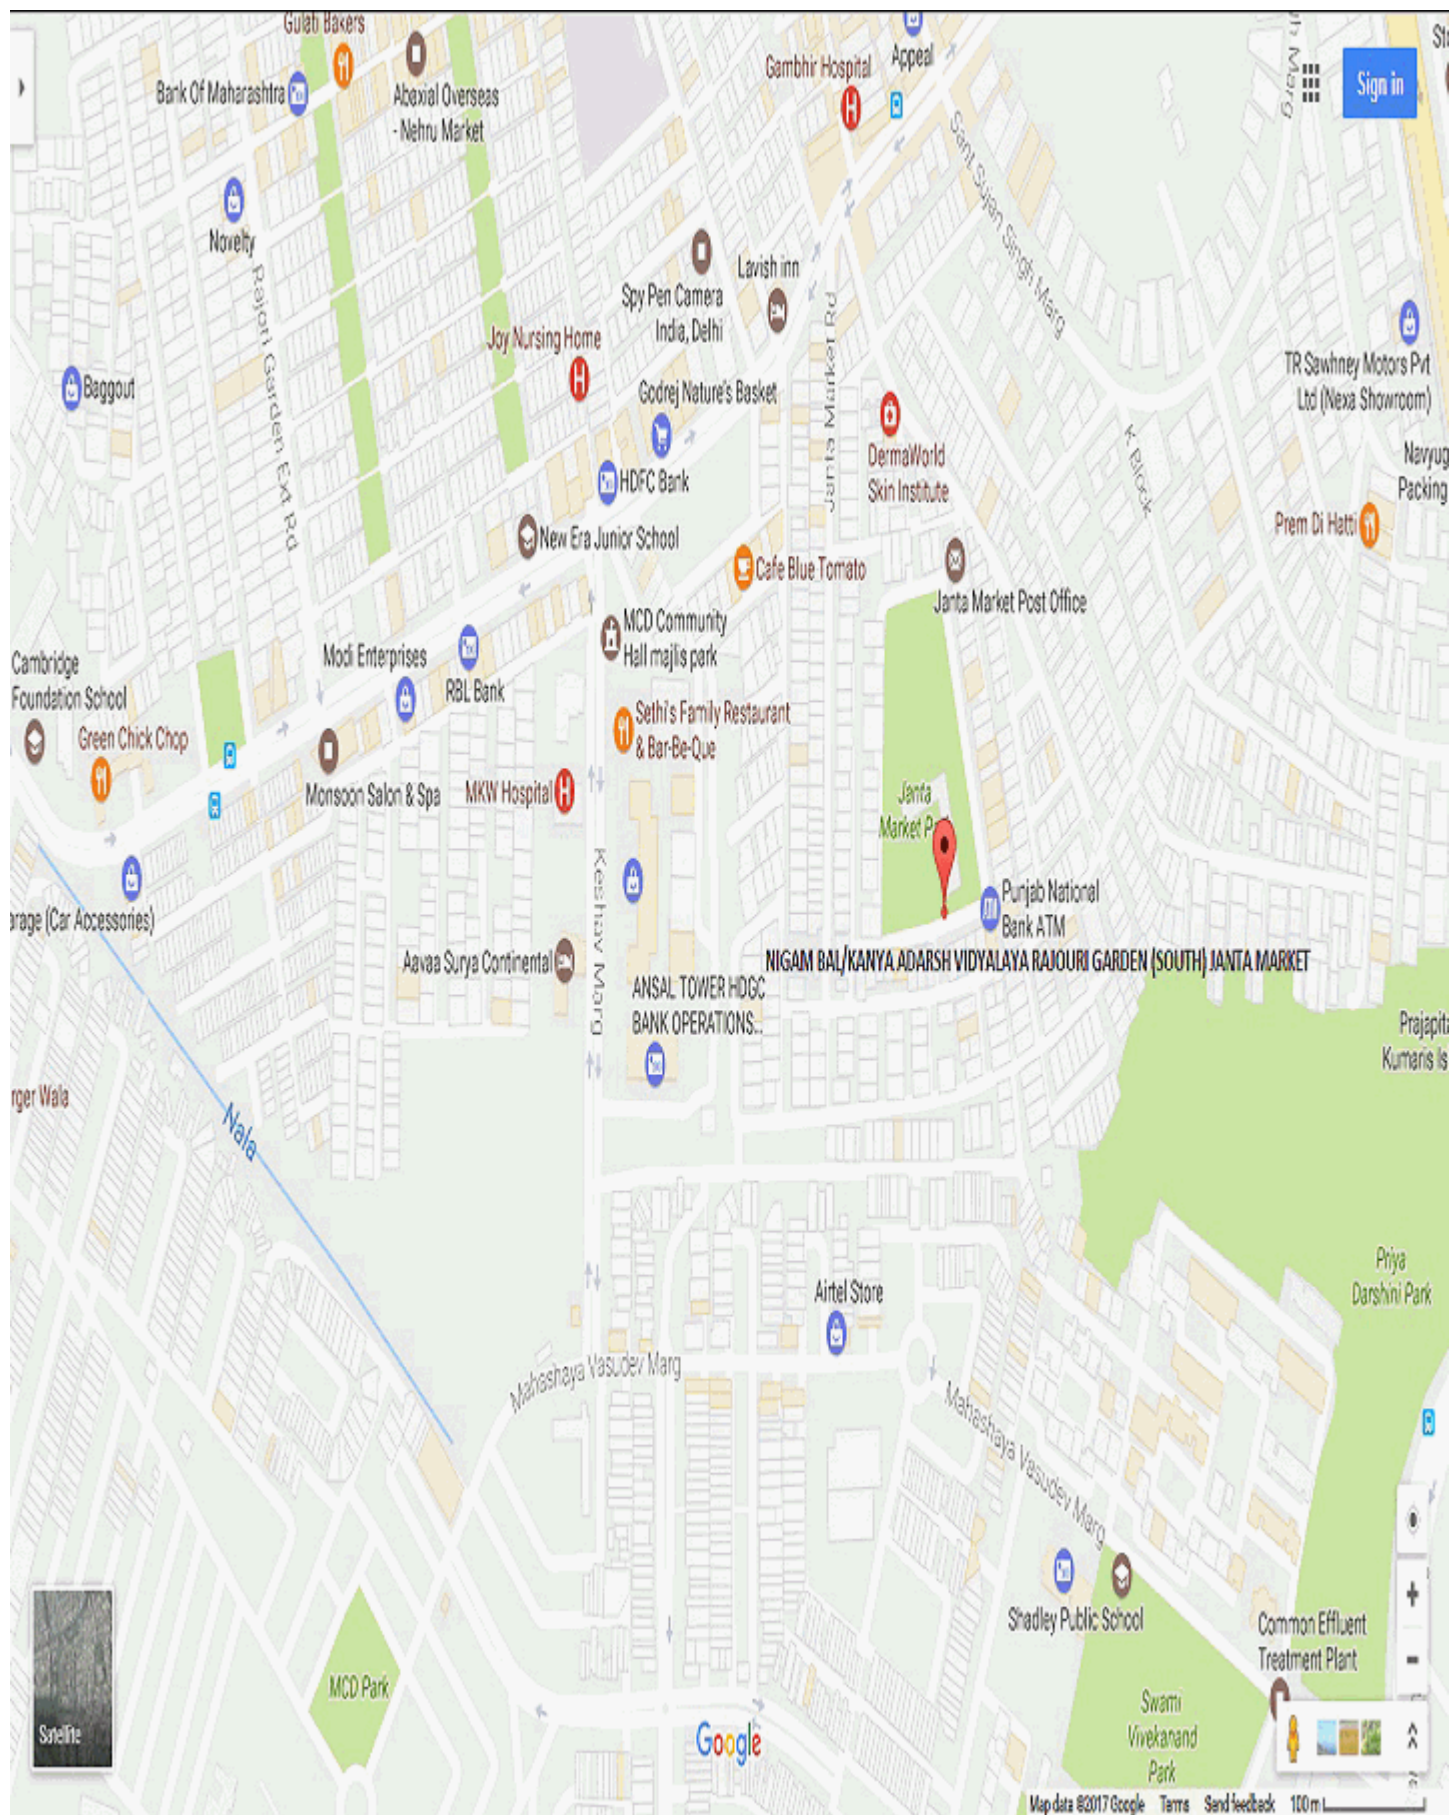 Gulati Bakers
Appeal
Gambhir Hospital
Sign in
Bank Of Maharashtra
Abaxial Overseas
- Nehru Market
Sant Sujan Singh Marg
Novelty
Lavish inn
Spy Pen Camera
India, Delhi
Rajori Garden Ext Rd
Janta Market Rd
Joy Nursing Home
TR Sawhney Motors Pvt
Ltd (Nexa Showroom)
Baggout
Godrej Nature's Basket
K Block
DermaWorld
Skin Institute
Navyug
Packing
HDFC Bank
Prem Di Hatti
New Era Junior School
Cafe Blue Tomato
Janta Market Post Office
MCD Community
Hall majlis park
Cambridge
Foundation School
Modi Enterprises
RBL Bank
Sethi's Family Restaurant
& Bar-Be-Que
Green Chick Chop
Monsoon Salon & Spa
MKW Hospital
Janta
Market
Keshav Marg
Punjab National
Bank ATM
arage (Car Accessories)
Aavaa Surya Continental
NIGAM BAL/KANYA ADARSH VIDYALAYA RAJOURI GARDEN (SOUTH) JANTA MARKET
ANSAL TOWER HDGC
BANK OPERATIONS...
Prajapita
Kumaris Is
rger Wala
Nala
Priya
Darshini Park
Airtel Store
Mahashaya Vasudev Marg
Mahashaya Vasudev Marg
Shadley Public School
Common Effluent
Treatment Plant
MCD Park
Swami
Vivekanand
Park
Satellite
Google
Map data ©2017 Google Terms Send feedback 100 m